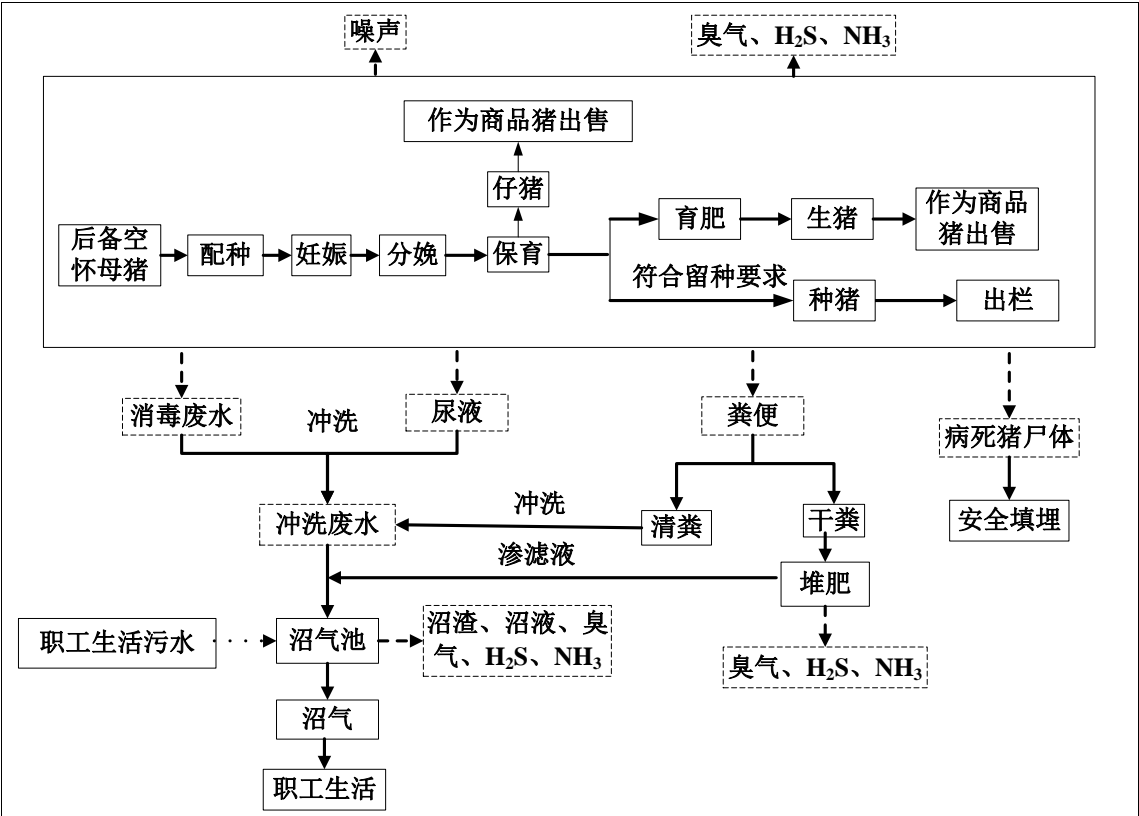 噪声
臭气、H₂S、NH₃
作为商品猪出售
仔猪
后备空
怀母猪
配种
妊娠
分娩
保育
育肥
生猪
作为商品
猪出售
符合留种要求
种猪
出栏
消毒废水
冲洗
尿液
粪便
病死猪尸体
冲洗废水
冲洗
清粪
干粪
安全填埋
渗滤液
堆肥
职工生活污水
沼气池
沼渣、沼液、臭
气、H₂S、NH₃
臭气、H₂S、NH₃
沼气
职工生活